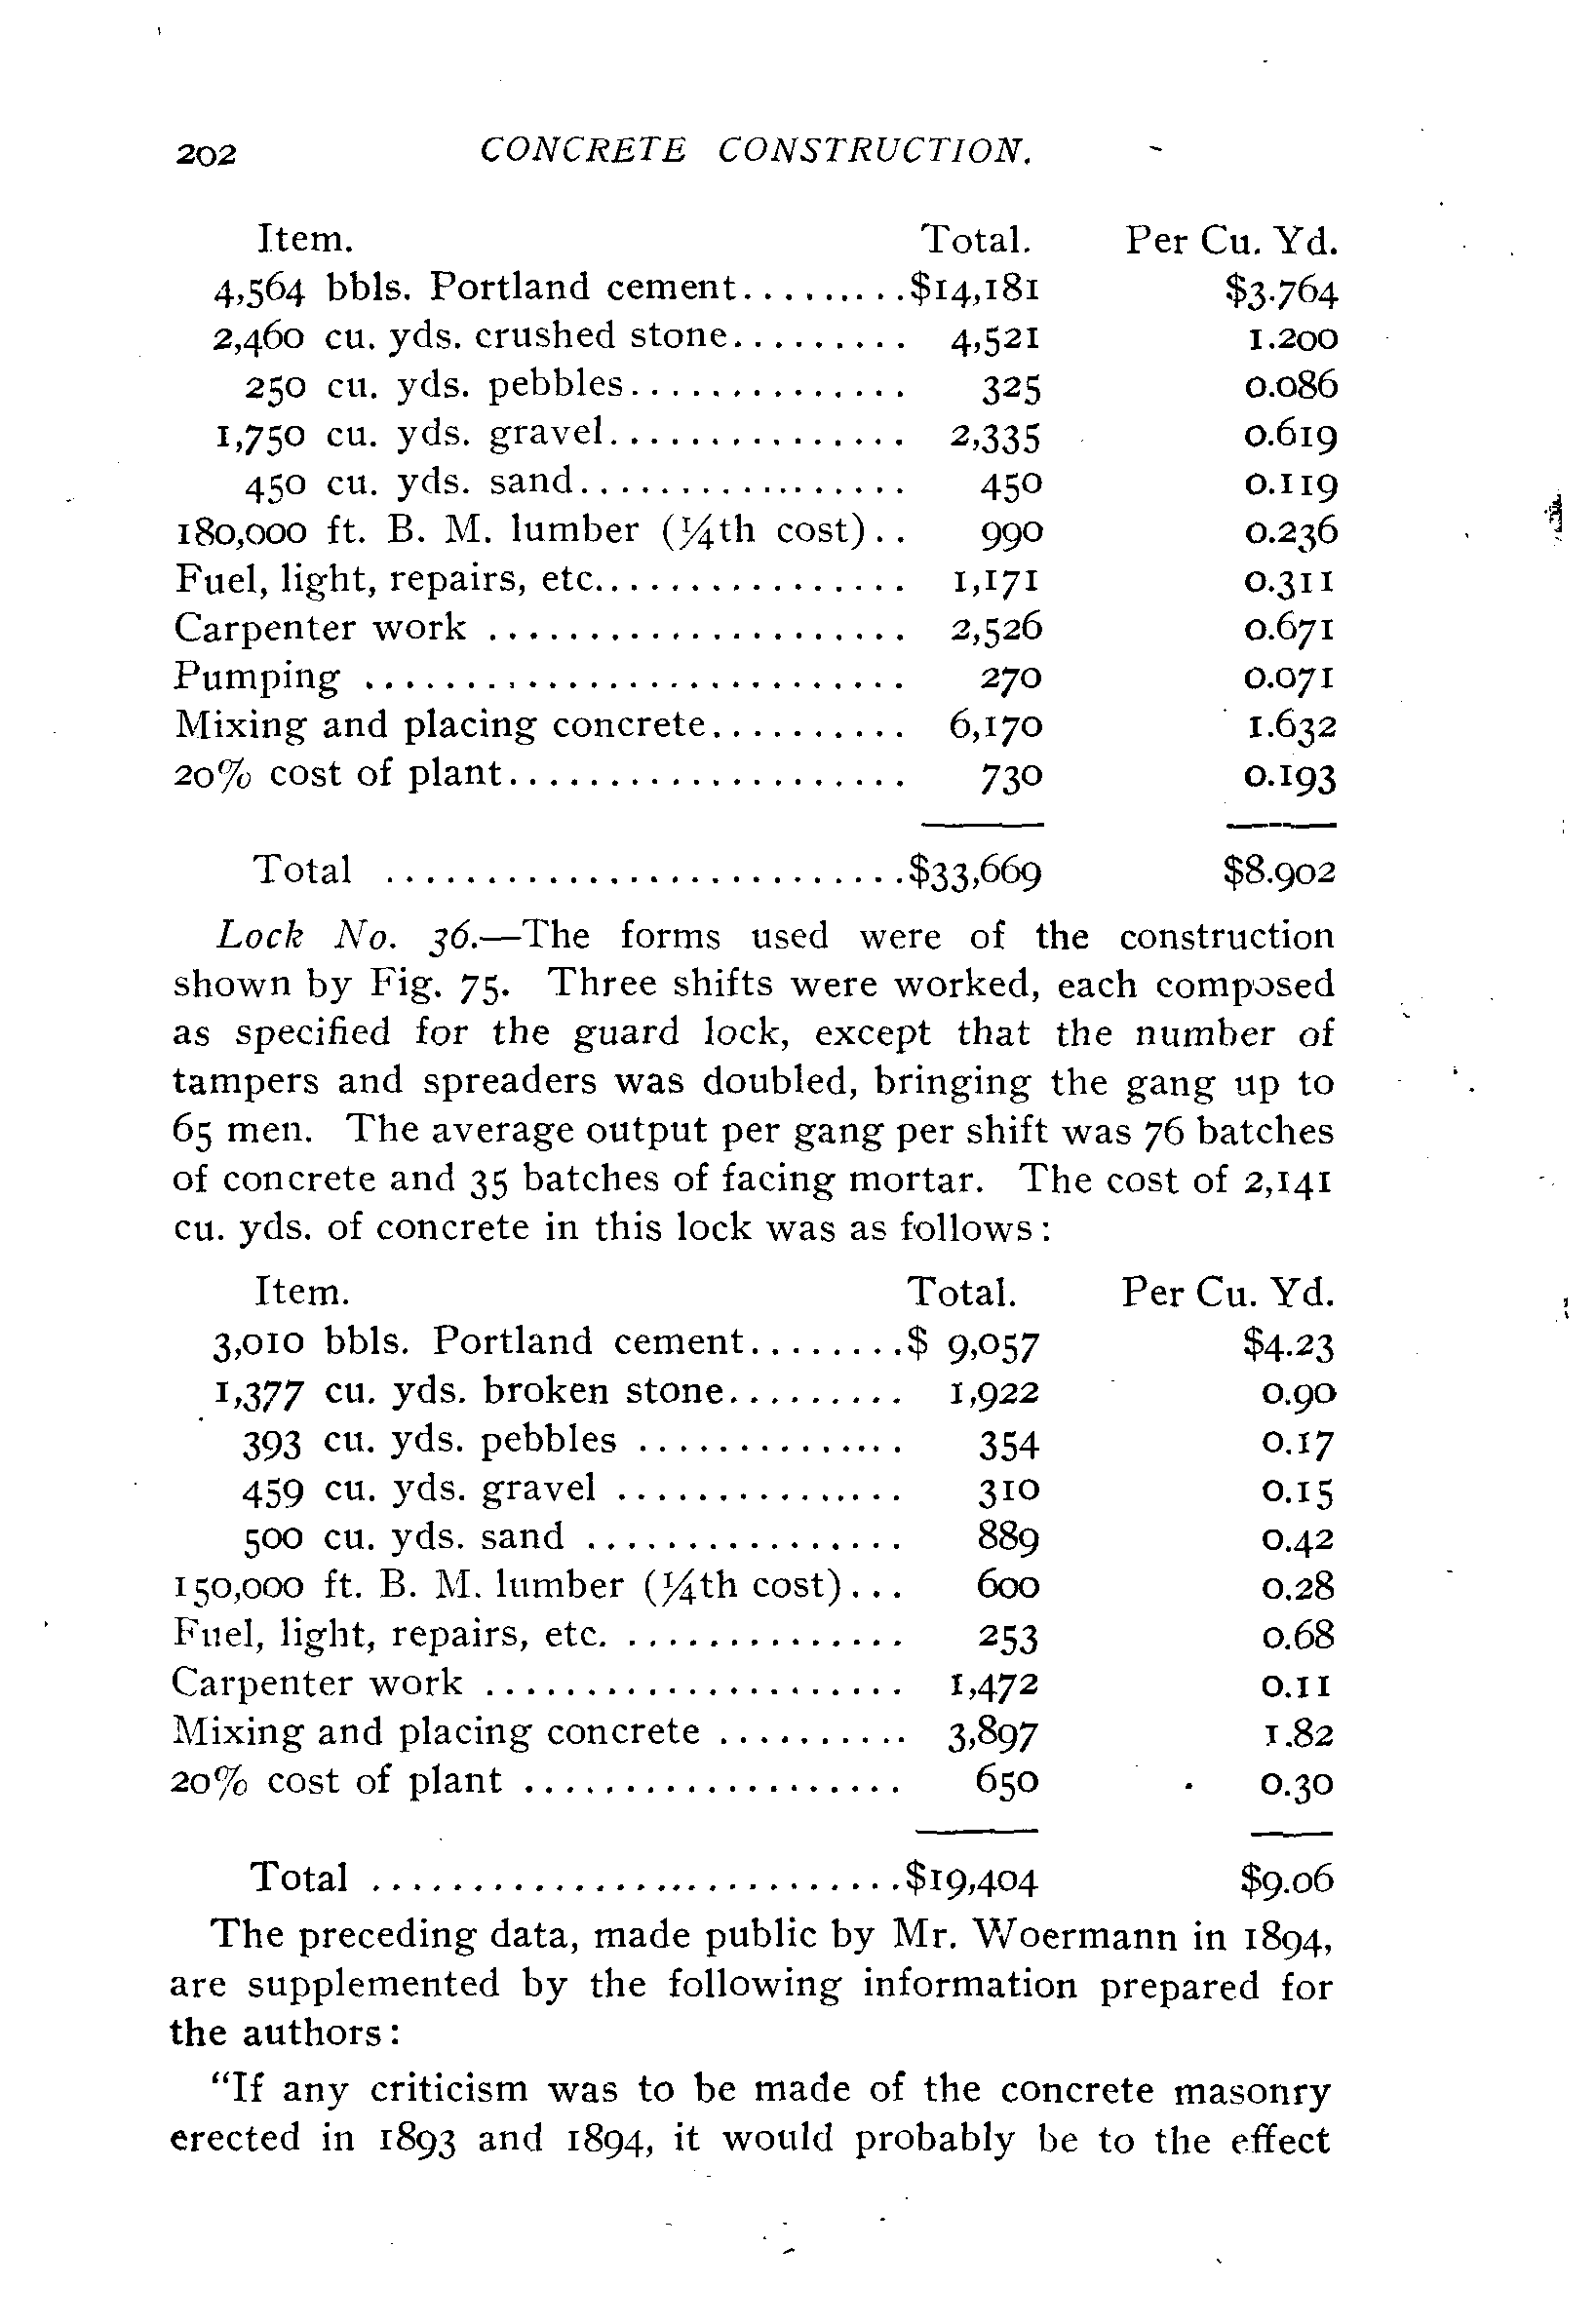 202 CONCRETE CONSTRUCTION.
Item. Total. Per Cu. Yd.
4,564 bbls. Portland cement..........$14,181 $3.764
2,460 cu. yds. crushed stone......... 4,521 1.200
250 cu. yds. pebbles.............. 325 0.086
1,750 cu. yds. gravel............... 2,335 0.619
450 cu. yds. sand................. 450 0.119
180,000 ft. B. M. lumber (¼th cost).. 990 0.236
Fuel, light, repairs, etc................ 1,171 0.311
Carpenter work ..................... 2,526 0.671
Pumping ........................... 270 0.071
Mixing and placing concrete.......... 6,170 1.632
20% cost of plant.................... 730 0.193
Total ..........................$33,669 $8.902
Lock No. 36.—The forms used were of the construction
shown by Fig. 75. Three shifts were worked, each composed
as specified for the guard lock, except that the number of
tampers and spreaders was doubled, bringing the gang up to
65 men. The average output per gang per shift was 76 batches
of concrete and 35 batches of facing mortar. The cost of 2,141
cu. yds. of concrete in this lock was as follows:
Item. Total. Per Cu. Yd.
3,010 bbls. Portland cement........$ 9,057 $4.23
1,377 cu. yds. broken stone......... 1,922 0.90
393 cu. yds. pebbles .............. 354 0.17
459 cu. yds. gravel ............... 310 0.15
500 cu. yds. sand ................ 889 0.42
150,000 ft. B. M. lumber (¼th cost)... 600 0.28
Fuel, light, repairs, etc. .............. 253 0.68
Carpenter work ..................... 1,472 0.11
Mixing and placing concrete .......... 3,897 1.82
20% cost of plant ................... 650 0.30
Total ...........................$19,404 $9.06
The preceding data, made public by Mr. Woermann in 1894,
are supplemented by the following information prepared for
the authors:
"If any criticism was to be made of the concrete masonry
erected in 1893 and 1894, it would probably be to the effect